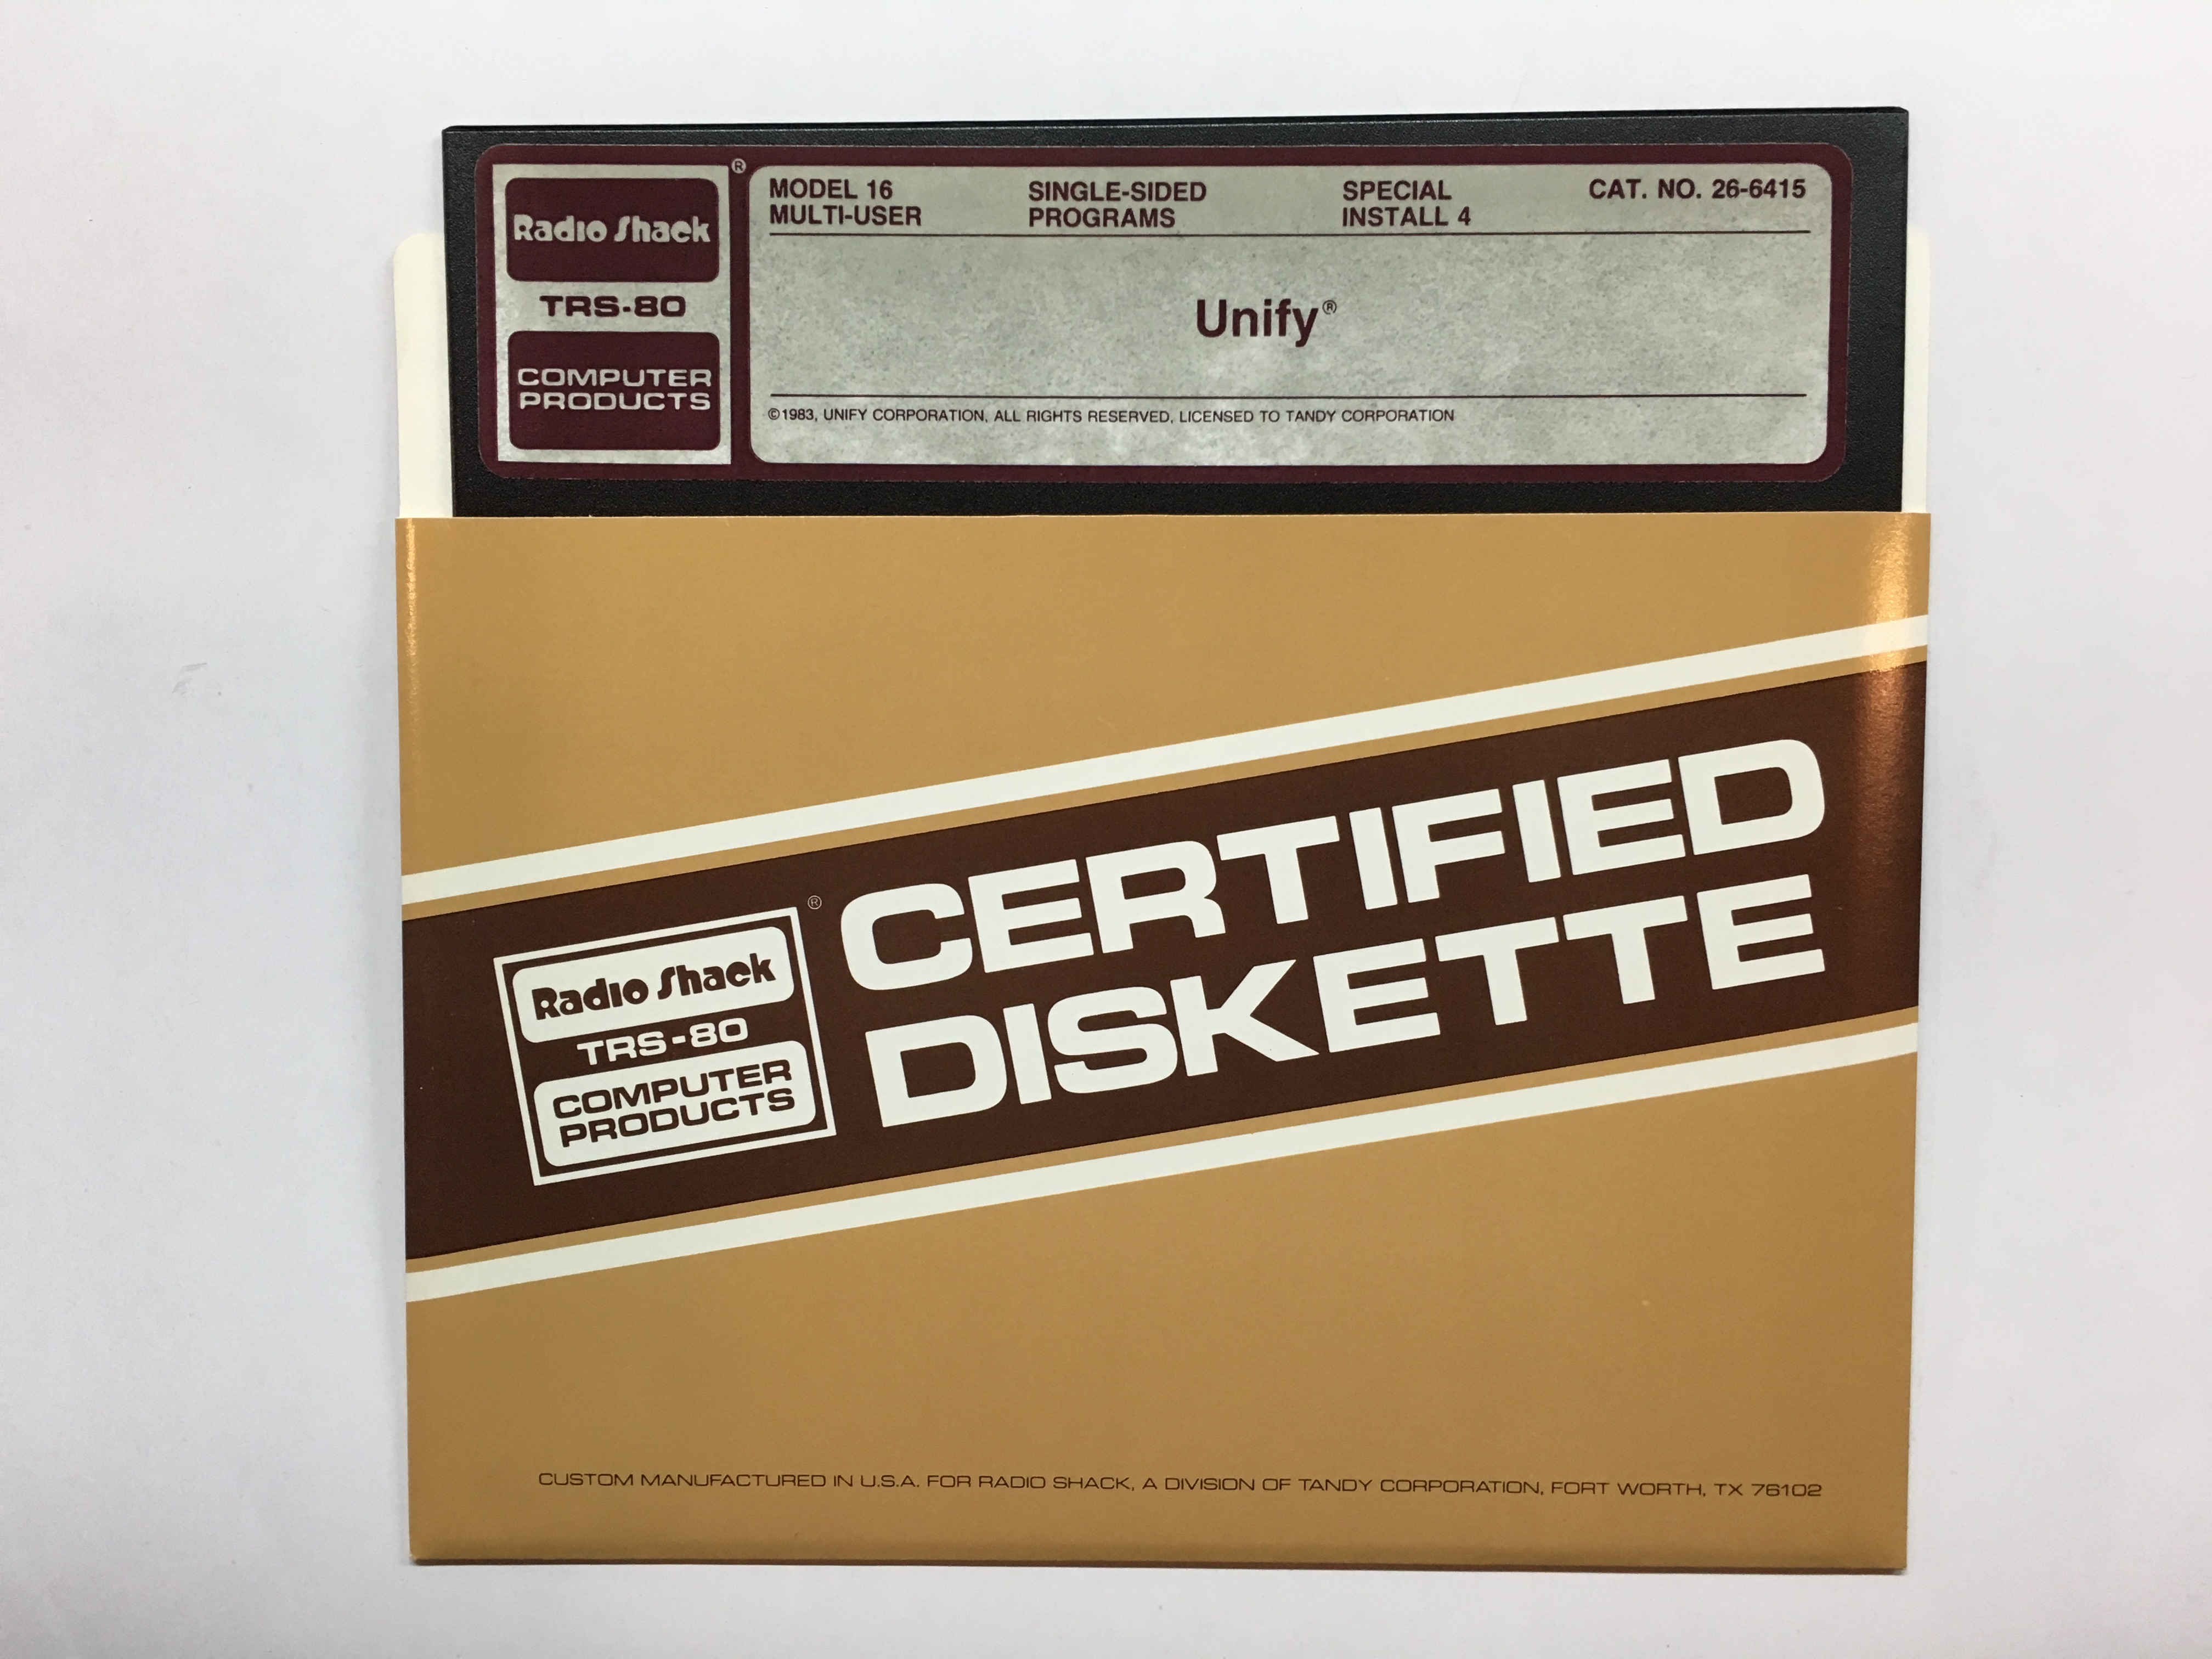 Radio Shack
®
TRS-80
COMPUTER
PRODUCTS
MODEL 16
MULTI-USER
SINGLE-SIDED
PROGRAMS
SPECIAL
INSTALL 4
CAT. NO. 26-6415
Unify®
©1983, UNIFY CORPORATION, ALL RIGHTS RESERVED, LICENSED TO TANDY CORPORATION
Radio Shack
®
TRS-80
COMPUTER
PRODUCTS
CERTIFIED
DISKETTE
CUSTOM MANUFACTURED IN U.S.A. FOR RADIO SHACK, A DIVISION OF TANDY CORPORATION, FORT WORTH, TX 76102